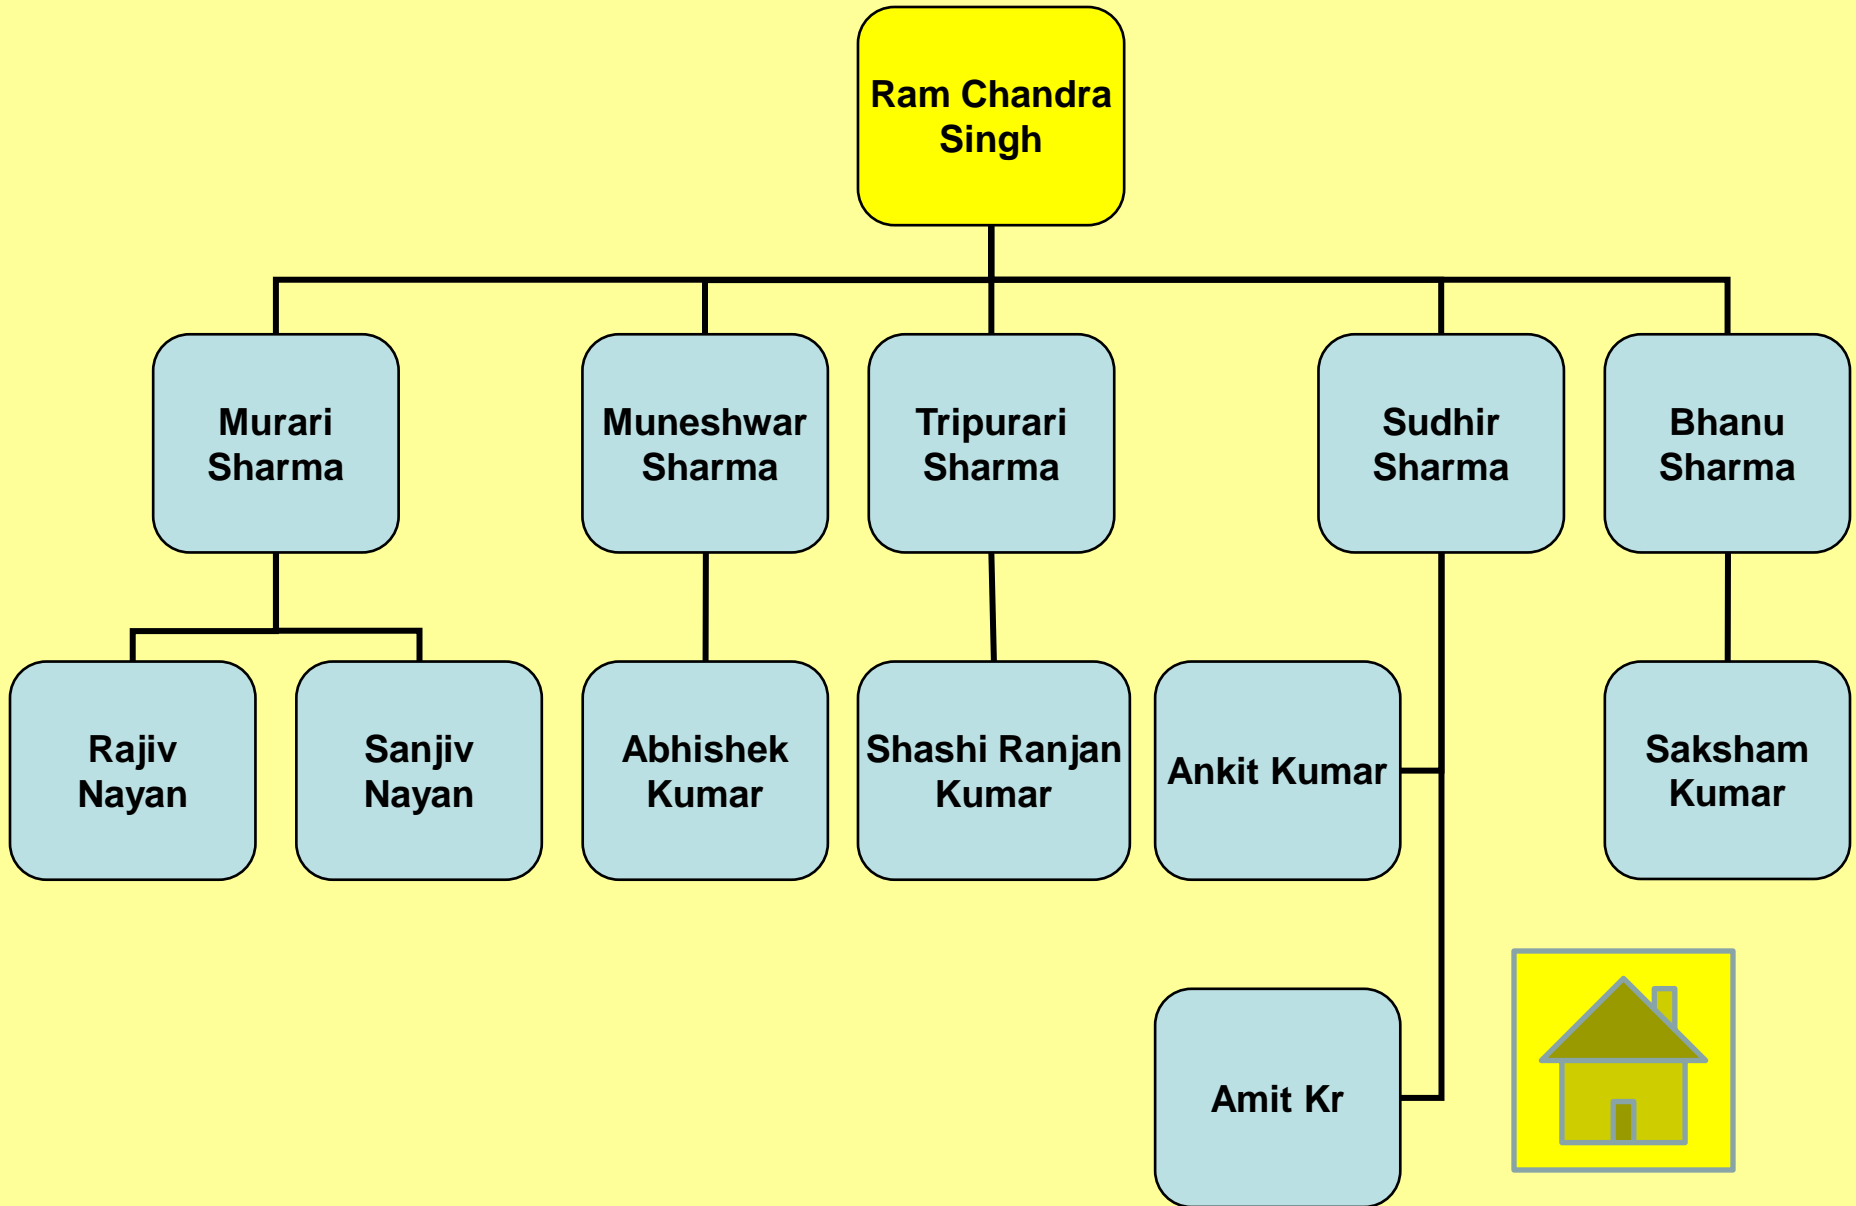 Ram Chandra
Singh
Murari
Sharma
Muneshwar
Sharma
Tripurari
Sharma
Sudhir
Sharma
Bhanu
Sharma
Rajiv
Nayan
Sanjiv
Nayan
Abhishek
Kumar
Shashi Ranjan
Kumar
Ankit Kumar
Saksham
Kumar
Amit Kr